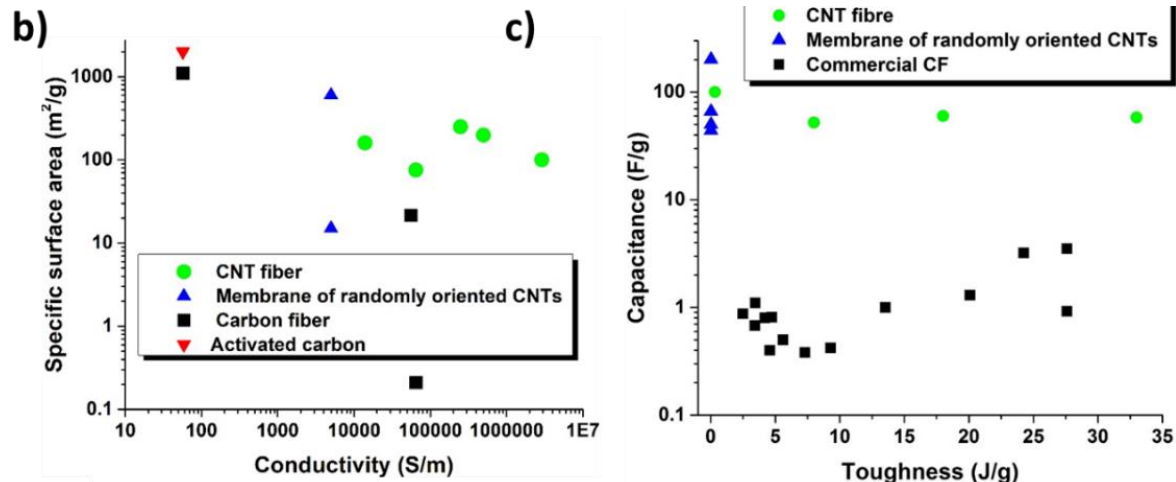 b)
Specific surface area (m²/g)
1000
100
10
1
0.1
CNT fiber
Membrane of randomly oriented CNTs
Carbon fiber
Activated carbon
10 100 1000 10000 100000 1000000 1E7
Conductivity (S/m)
c)
CNT fibre
Membrane of randomly oriented CNTs
Commercial CF
Capacitance (F/g)
100
10
1
0.1
0 5 10 15 20 25 30 35
Toughness (J/g)